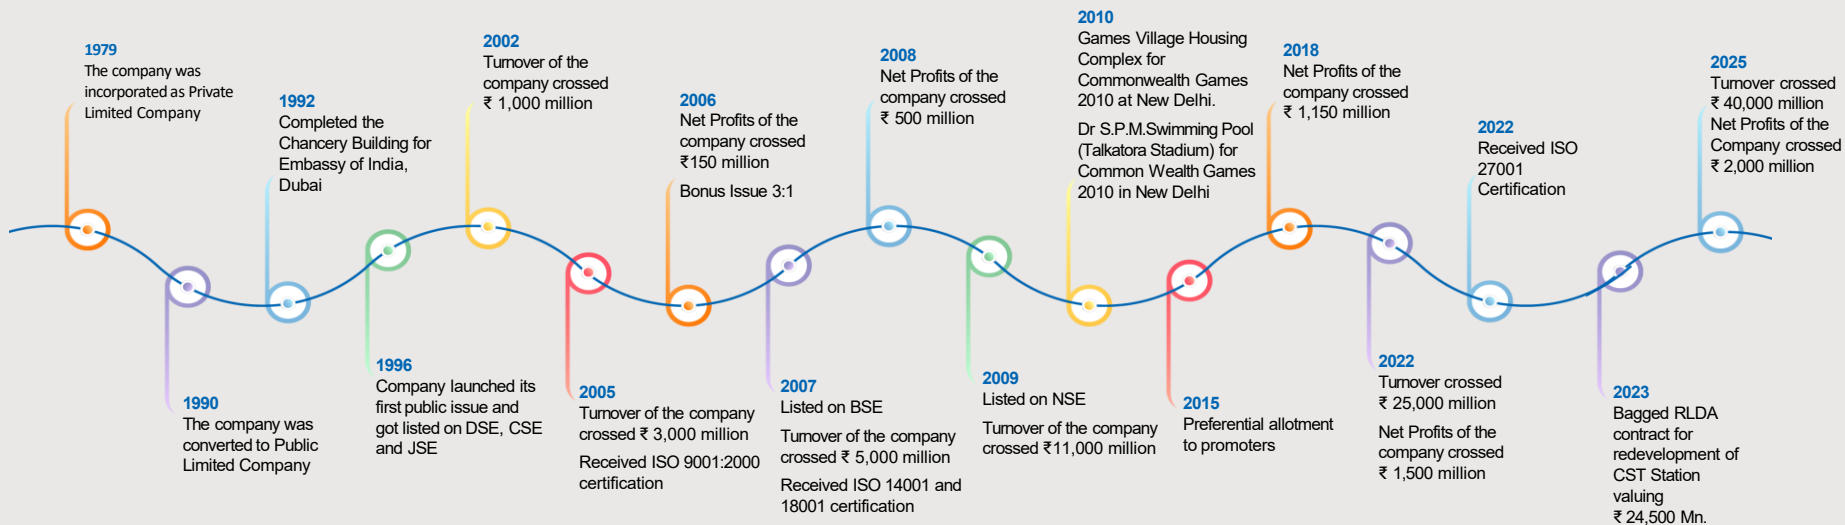 1979
The company was
incorporated as Private
Limited Company
1990
The company was
converted to Public
Limited Company
1992
Completed the
Chancery Building for
Embassy of India,
Dubai
1996
Company launched its
first public issue and
got listed on DSE, CSE
and JSE
2002
Turnover of the
company crossed
₹ 1,000 million
2005
Turnover of the company
crossed ₹ 3,000 million
Received ISO 9001:2000
certification
2006
Net Profits of the
company crossed
₹150 million
Bonus Issue 3:1
2007
Listed on BSE
Turnover of the company
crossed ₹ 5,000 million
Received ISO 14001 and
18001 certification
2008
Net Profits of the
company crossed
₹ 500 million
2009
Listed on NSE
Turnover of the company
crossed ₹11,000 million
2010
Games Village Housing
Complex for
Commonwealth Games
2010 at New Delhi.
Dr S.P.M.Swimming Pool
(Talkatora Stadium) for
Common Wealth Games
2010 in New Delhi
2015
Preferential allotment
to promoters
2018
Net Profits of the
company crossed
₹ 1,150 million
2022
Turnover crossed
₹ 25,000 million
Net Profits of the
company crossed
₹ 1,500 million
2022
Received ISO
27001
Certification
2023
Bagged RLDA
contract for
redevelopment of
CST Station
valuing
₹ 24,500 Mn.
2025
Turnover crossed
₹ 40,000 million
Net Profits of the
Company crossed
₹ 2,000 million